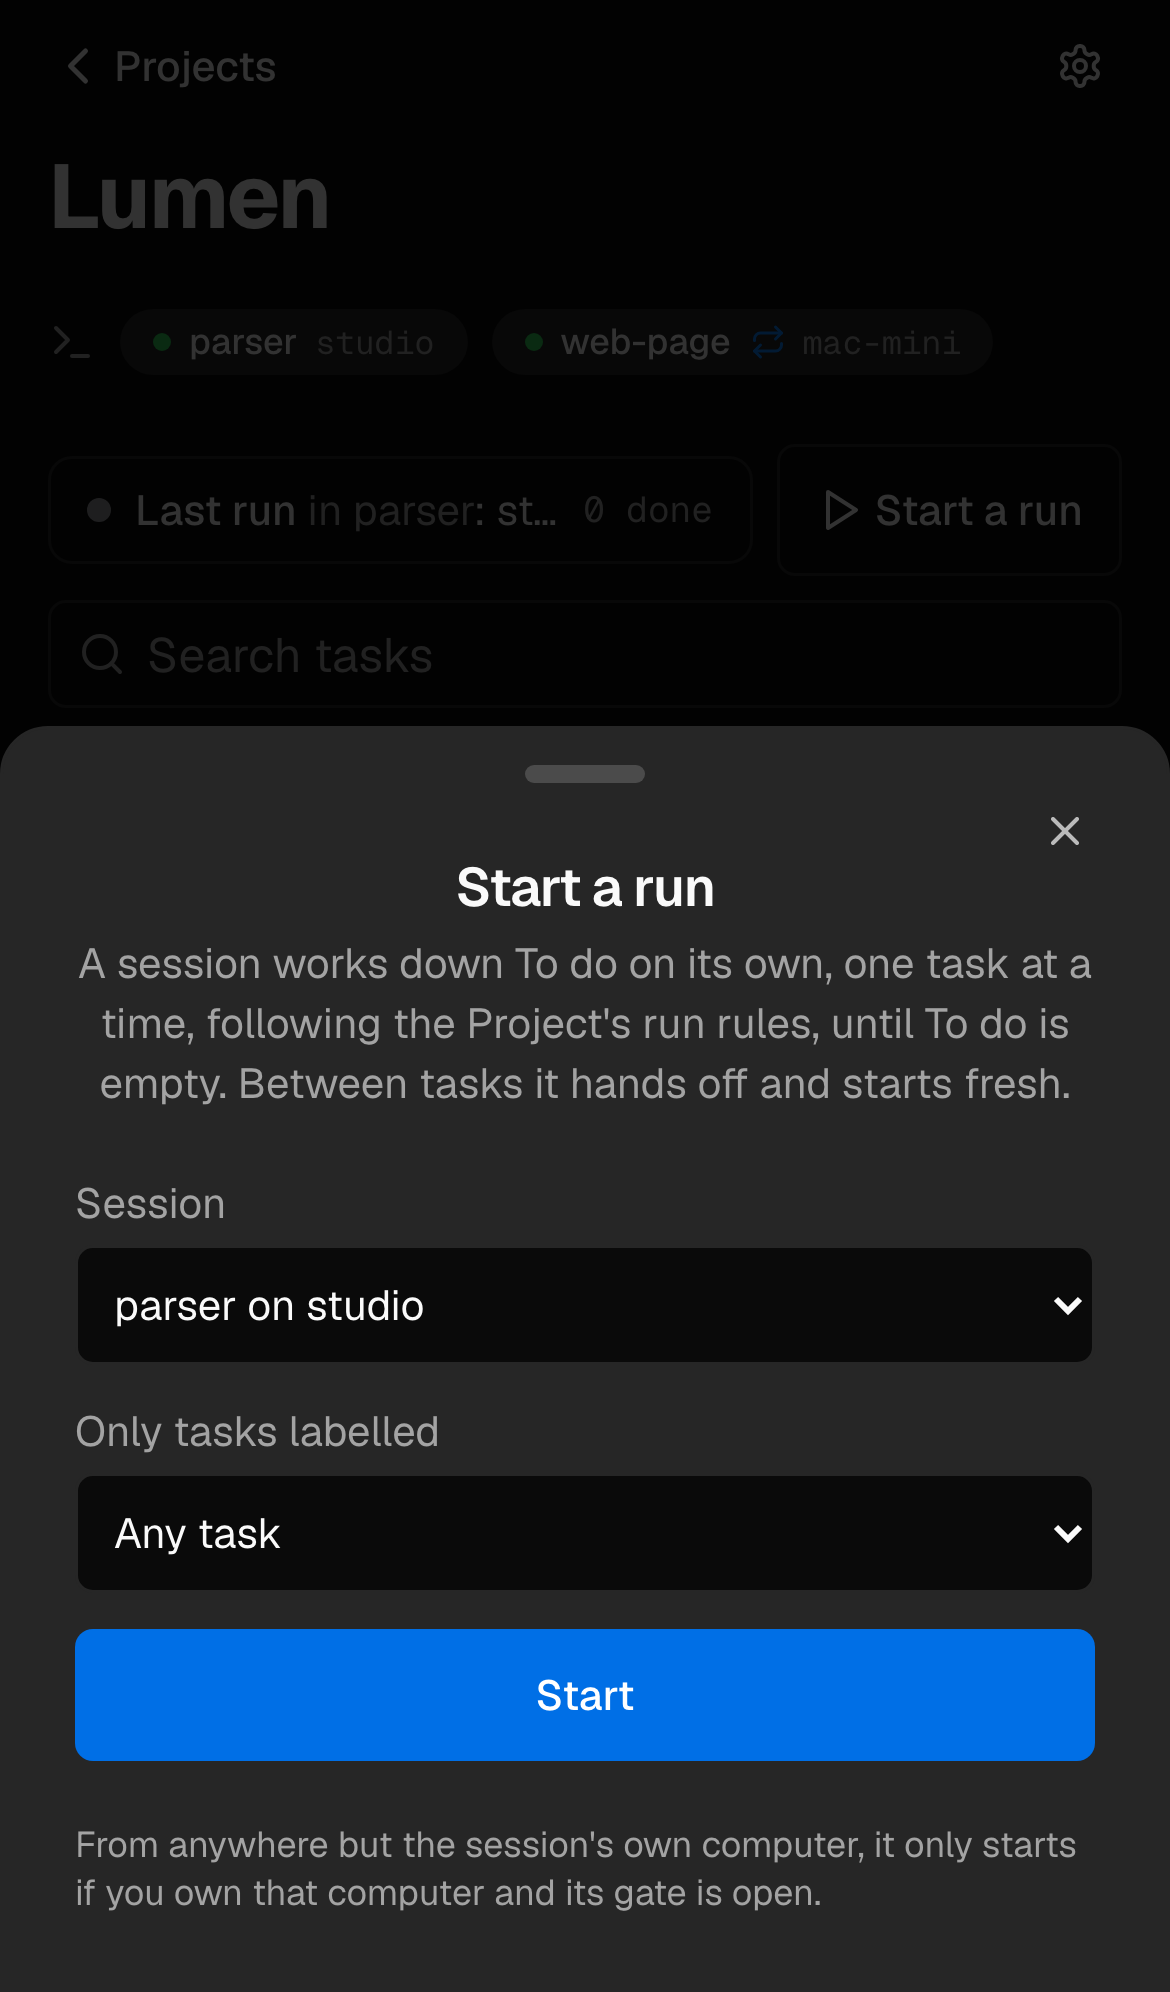 Projects
Lumen
parser studio
web-page mac-mini
Last run in parser: st... 0 done
Start a run
Search tasks
Start a run
A session works down To do on its own, one task at a
time, following the Project's run rules, until To do is
empty. Between tasks it hands off and starts fresh.
Session
parser on studio
Only tasks labelled
Any task
Start
From anywhere but the session's own computer, it only starts
if you own that computer and its gate is open.